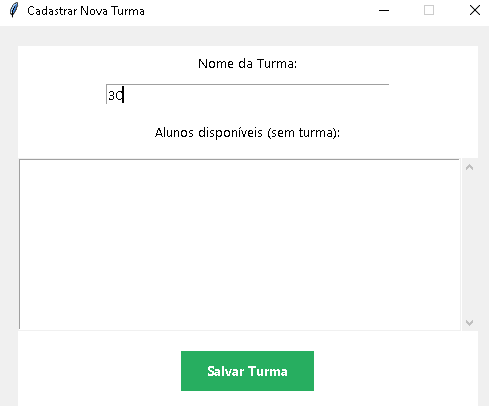 Cadastrar Nova Turma
Nome da Turma:
3C
Alunos disponíveis (sem turma):
Salvar Turma